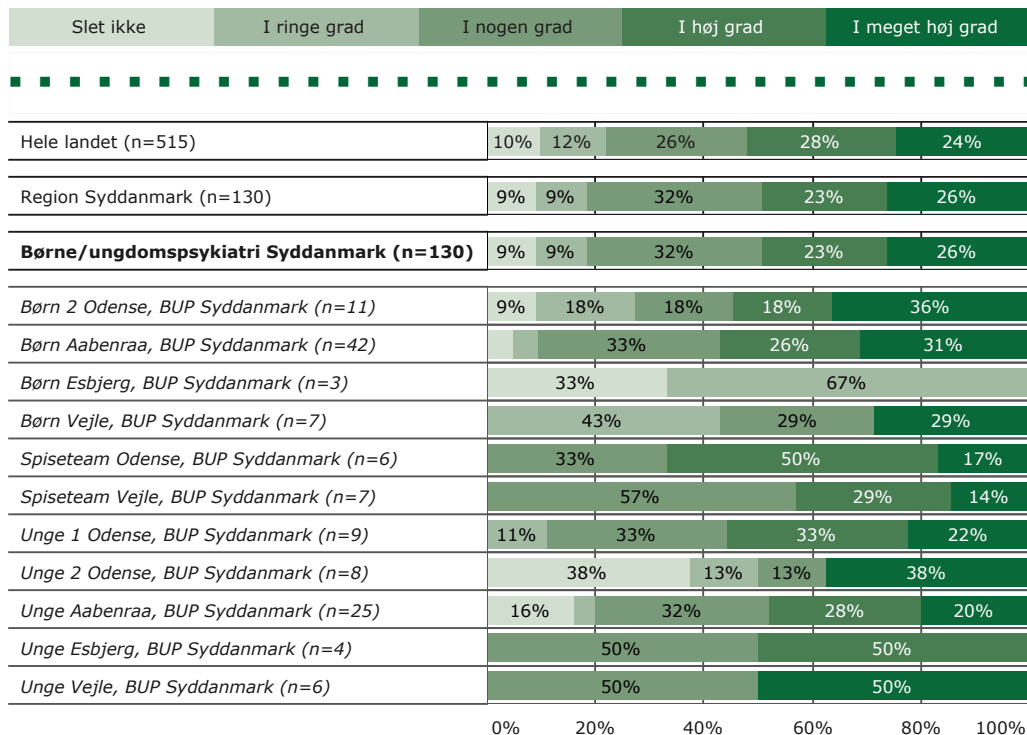 Slet ikke I ringe grad I nogen grad I høj grad I meget høj grad
Hele landet (n=515) 10% 12% 26% 28% 24%
Region Syddanmark (n=130) 9% 9% 32% 23% 26%
Børne/ungdomspsykiatri Syddanmark (n=130) 9% 9% 32% 23% 26%
Børn 2 Odense, BUP Syddanmark (n=11) 9% 18% 18% 18% 36%
Børn Aabenraa, BUP Syddanmark (n=42) 33% 26% 31%
Børn Esbjerg, BUP Syddanmark (n=3) 33% 67%
Børn Vejle, BUP Syddanmark (n=7) 43% 29% 29%
Spiseteam Odense, BUP Syddanmark (n=6) 33% 50% 17%
Spiseteam Vejle, BUP Syddanmark (n=7) 57% 29% 14%
Unge 1 Odense, BUP Syddanmark (n=9) 11% 33% 33% 22%
Unge 2 Odense, BUP Syddanmark (n=8) 38% 13% 13% 38%
Unge Aabenraa, BUP Syddanmark (n=25) 16% 32% 28% 20%
Unge Esbjerg, BUP Syddanmark (n=4) 50% 50%
Unge Vejle, BUP Syddanmark (n=6) 50% 50%
0% 20% 40% 60% 80% 100%